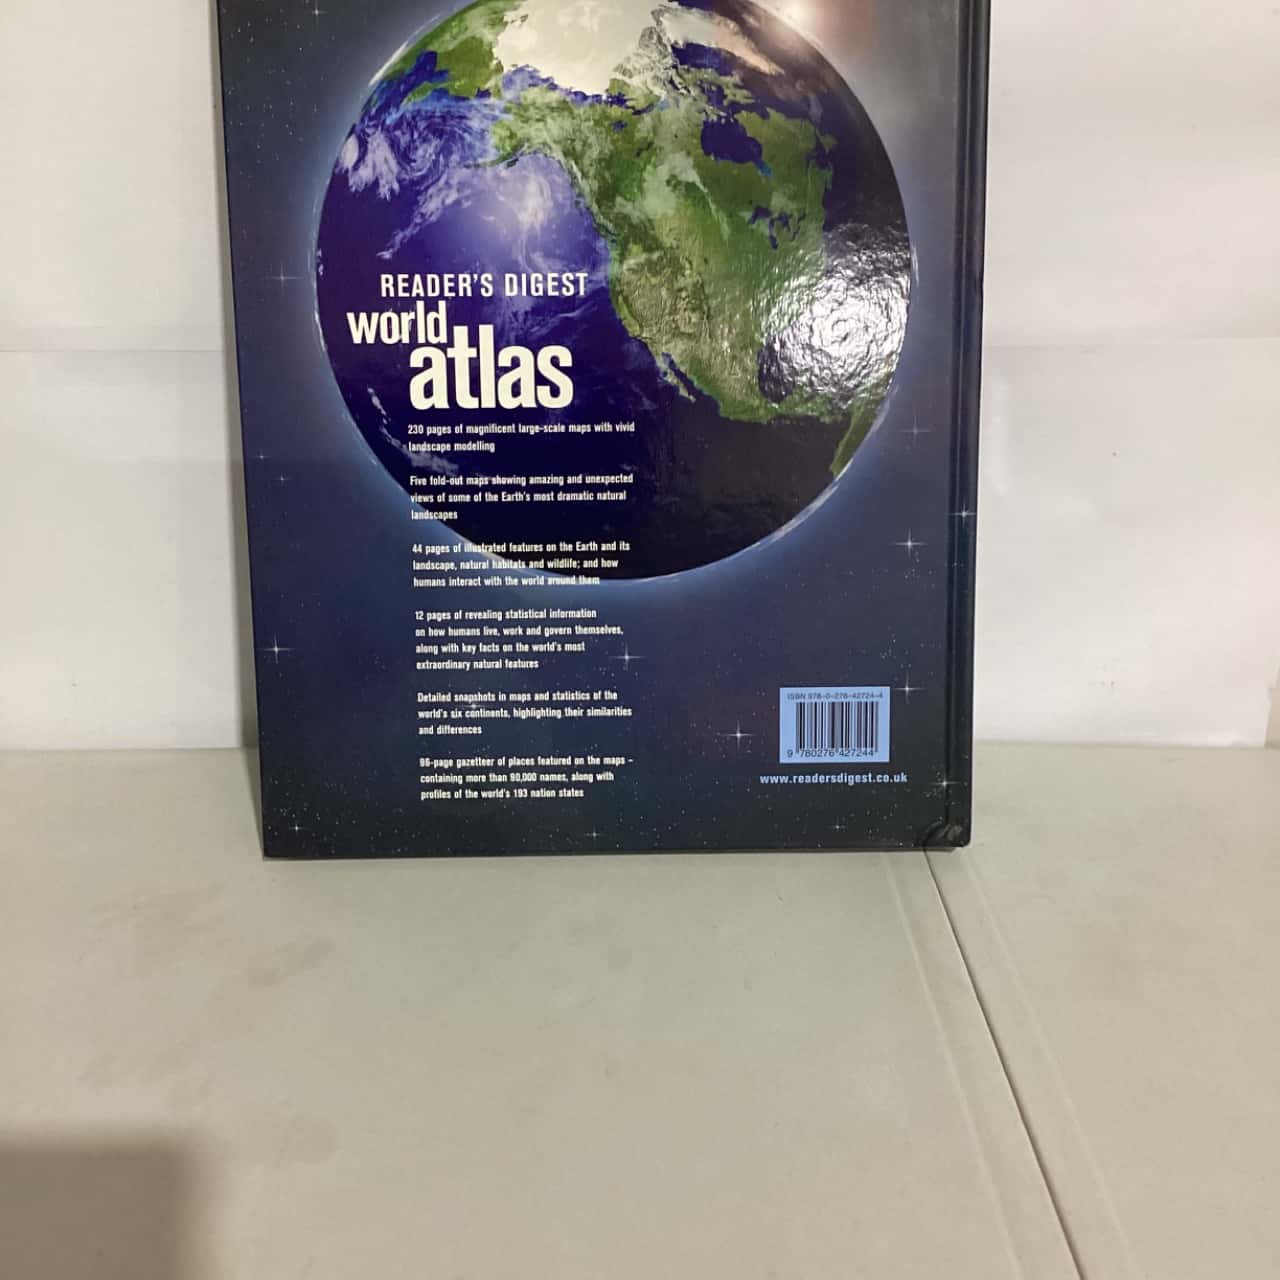 READER'S DIGEST
world
atlas
230 pages of magnificent large-scale maps with vivid
landscape modelling
Five fold-out maps showing amazing and unexpected
views of some of the Earth's most dramatic natural
landscapes
44 pages of illustrated features on the Earth and its
landscape, natural habitats and wildlife; and how
humans interact with the world around them
12 pages of revealing statistical information
on how humans live, work and govern themselves,
along with key facts on the world's most
extraordinary natural features
Detailed snapshots in maps and statistics of the
world's six continents, highlighting their similarities
and differences
96-page gazetteer of places featured on the maps –
containing more than 90,000 names, along with
profiles of the world's 193 nation states
ISBN 978-0-276-42724-4
9 780276 427244
www.readersdigest.co.uk